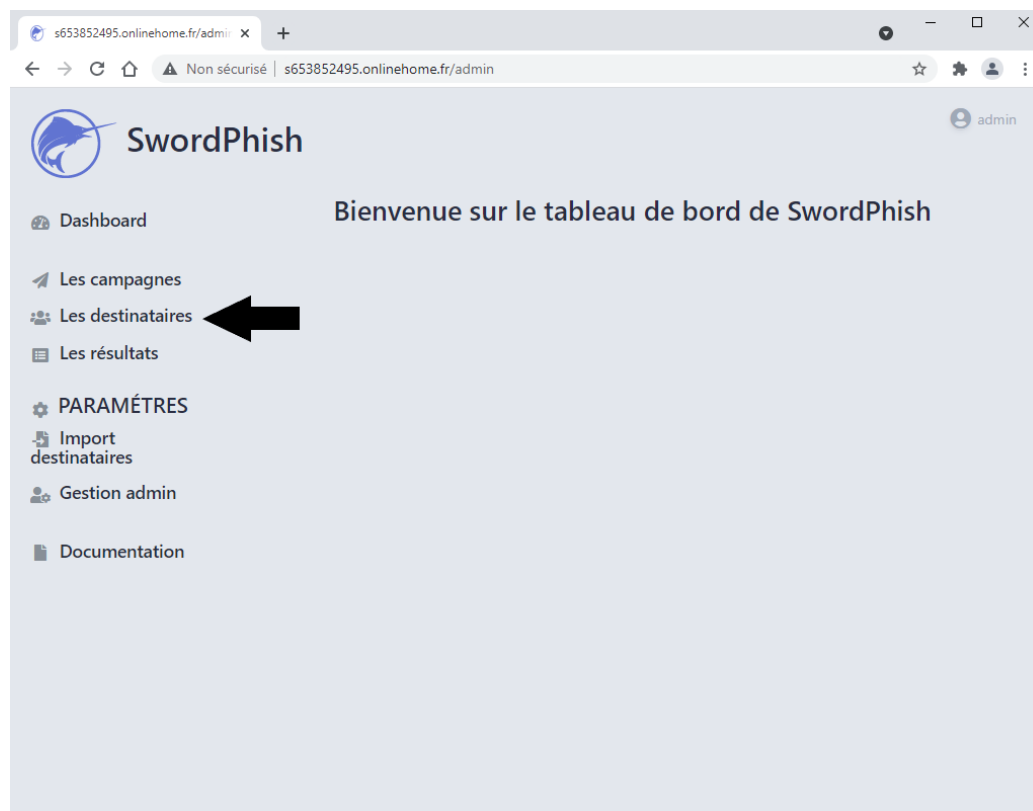 s653852495.onlinehome.fr/admin
Non sécurisé s653852495.onlinehome.fr/admin
SwordPhish
admin
Dashboard
Bienvenue sur le tableau de bord de SwordPhish
Les campagnes
Les destinataires
Les résultats
PARAMÉTRES
Import
destinataires
Gestion admin
Documentation